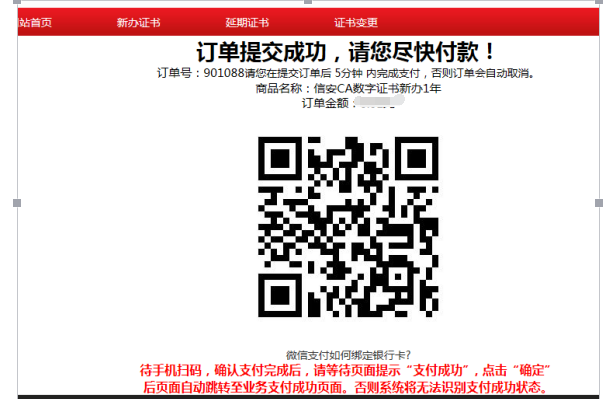 站首页 新办证书 延期证书 证书变更
订单提交成功，请您尽快付款！
订单号：901088请您在提交订单后 5分钟 内完成支付，否则订单会自动取消。
商品名称：信安CA数字证书新办1年
订单金额：
微信支付如何绑定银行卡?
待手机扫码，确认支付完成后，请等待页面提示“支付成功”, 点击“确定”
后页面自动跳转至业务支付成功页面。否则系统将无法识别支付成功状态。